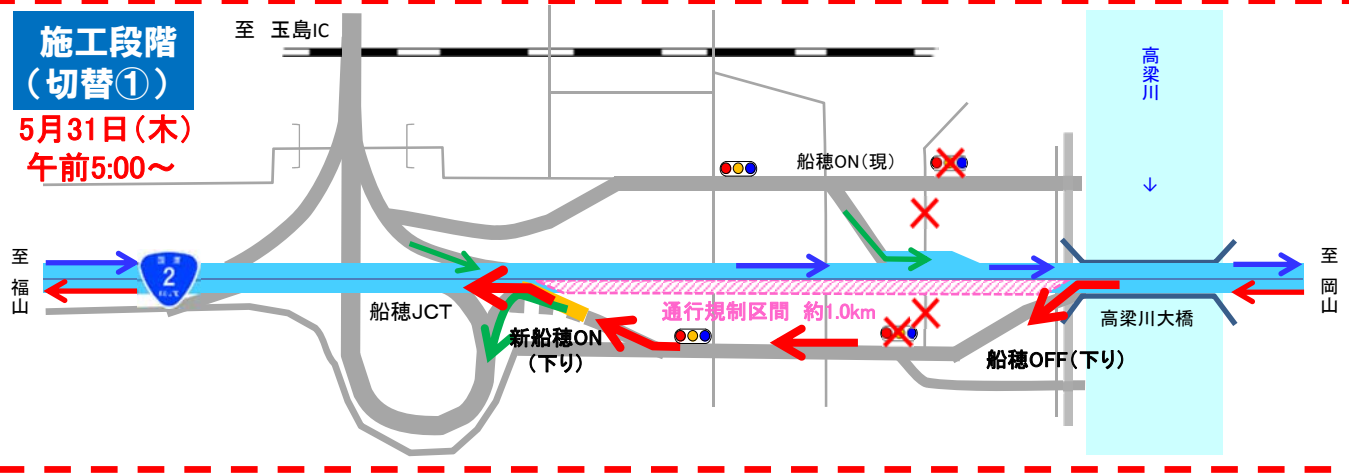 施工段階
（切替①）
5月31日（木）
午前5:00～
至 玉島IC
高梁川
↓
船穂ON（現）
至 福山
国道
2
至 岡山
船穂JCT
通行規制区間 約1.0km
新船穂ON
（下り）
高梁川大橋
船穂OFF（下り）